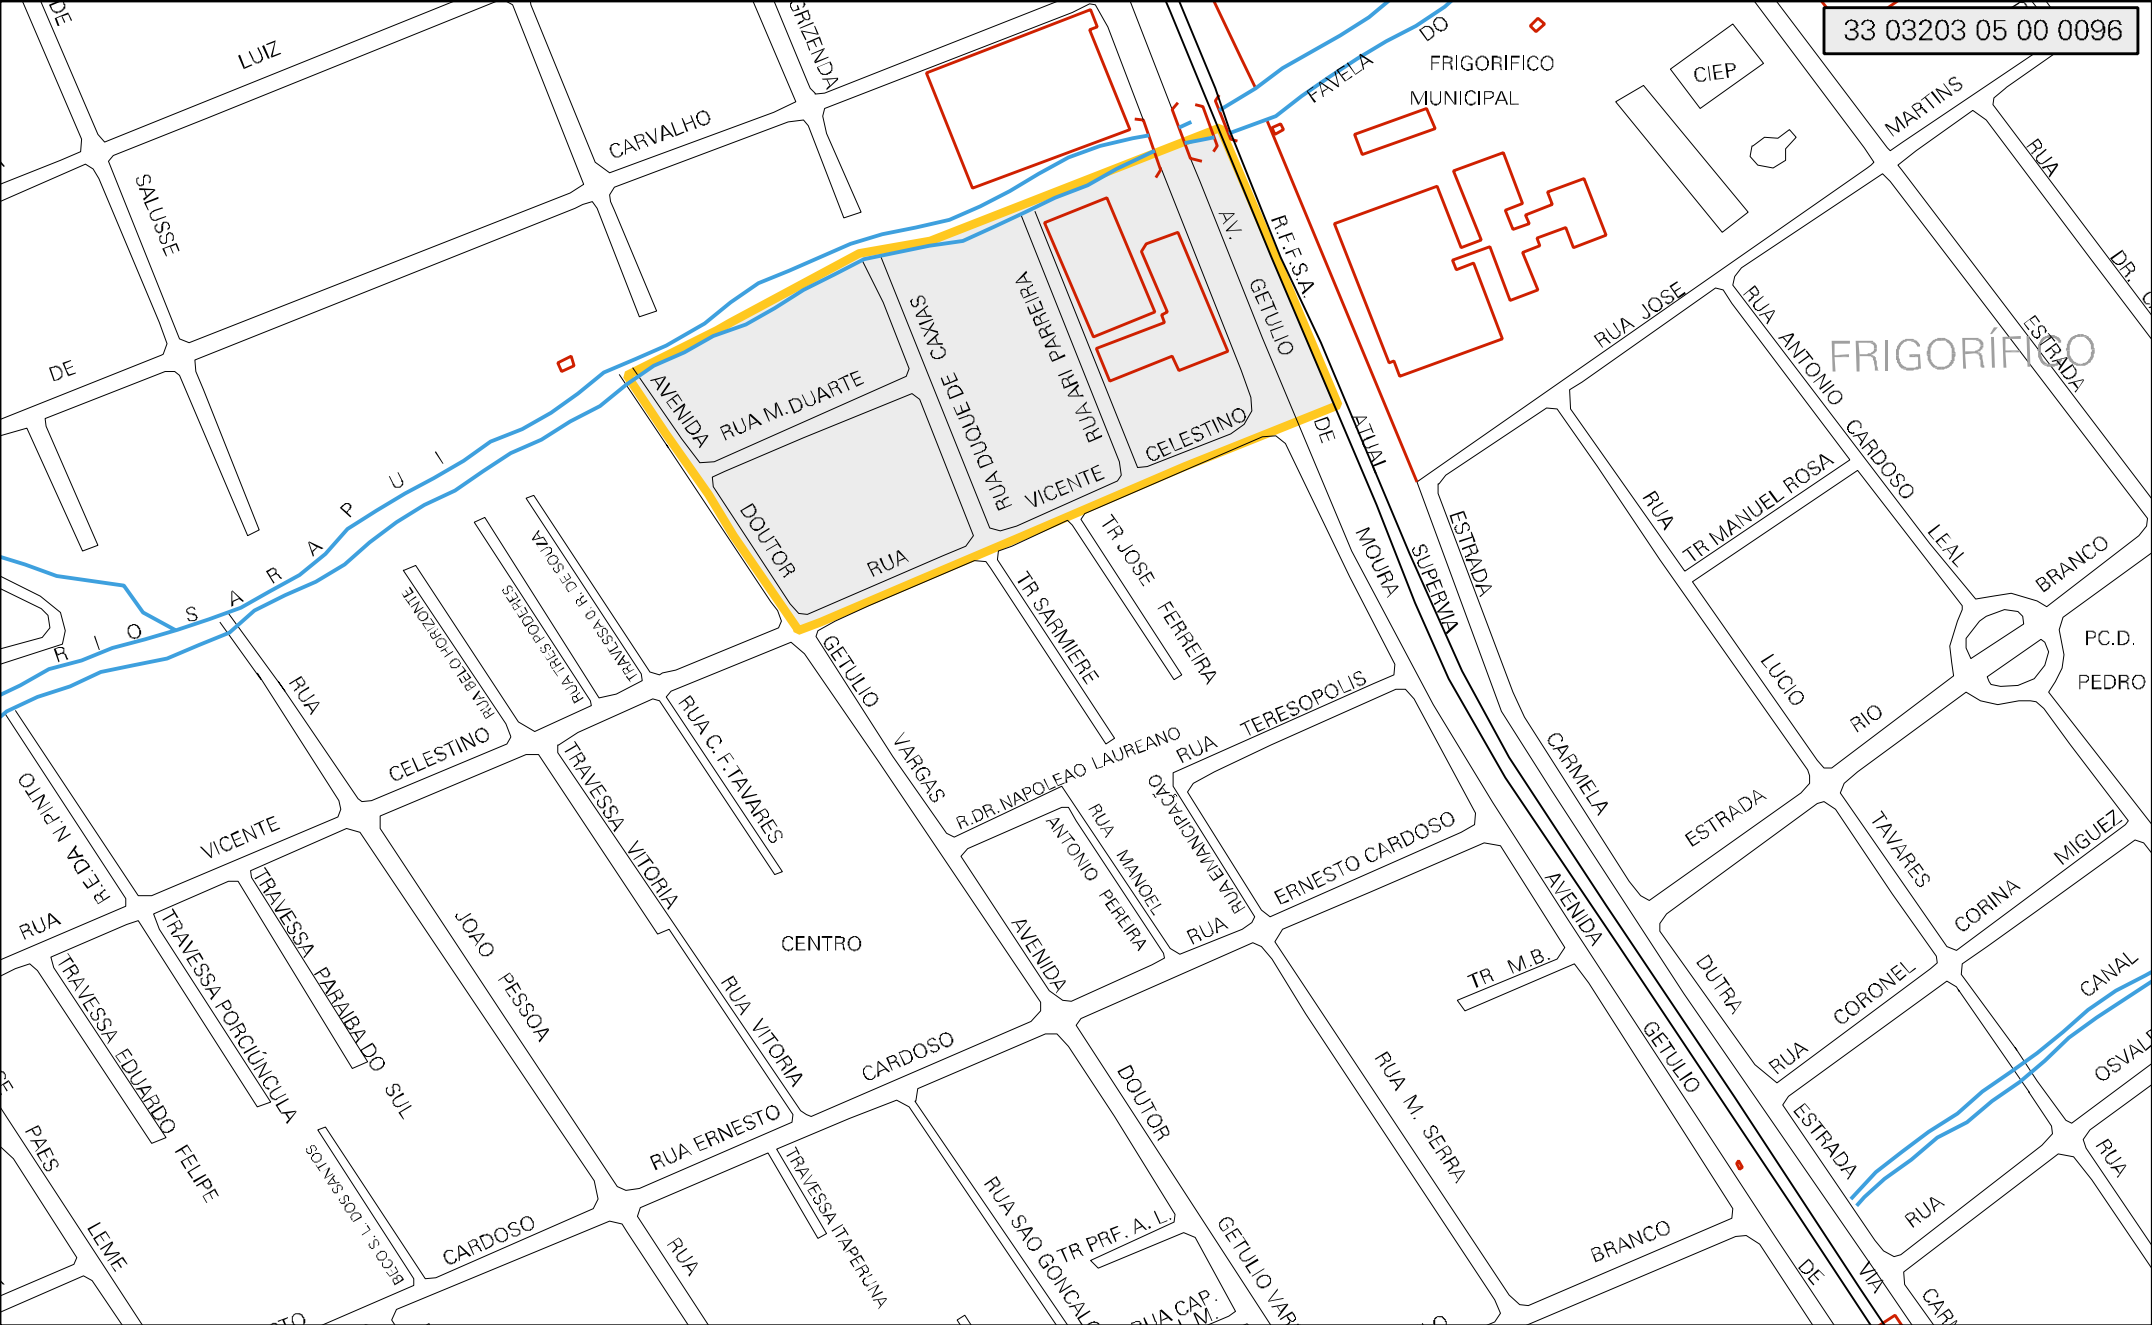 33 03203 05 00 0096
DE
LUIZ
GRIZENDA
CARVALHO
SALUSSE
DE
FAVELA DO
FRIGORIFICO
MUNICIPAL
CIEP
MARTINS
RUA
DR.
ESTRADA
FRIGORÍFICO
RUA JOSE
RUA ANTONIO CARDOSO LEAL
AV. GETULIO DE MOURA
R.F.F.S.A.
ATUAL SUPERVIA
RUA ARI PARREIRA
RUA DUQUE DE CAXIAS
RUA M. DUARTE
AVENIDA DOUTOR GETULIO VARGAS
RUA VICENTE CELESTINO
RIO SARAPUI
TR JOSE FERREIRA
TR SARMIERE
TRAVESSA O. R. DE SOUZA
RUA TRES PODERES
RUA BELO HORIZONTE
RUA
CELESTINO
VICENTE
RUA
R.E.DA N.PINTO
RUA C. F. TAVARES
TRAVESSA VITORIA
RUA VITORIA
JOAO PESSOA
CENTRO
R.DR.NAPOLEAO LAUREANO
RUA TERESOPOLIS
RUA EMANCIPAÇÃO
RUA MANOEL
ANTONIO PEREIRA
AVENIDA
RUA
ERNESTO CARDOSO
ESTRADA
CARMELA
DUTRA
RUA
LUCIO
TAVARES
TR MANUEL ROSA
BRANCO
RIO
ESTRADA
PC.D.
PEDRO
MIGUEZ
CORINA
CORONEL
RUA
CANAL
ESTRADA
RUA
RUA
AVENIDA
GETULIO
DE
VIA
TR M.B.
RUA M. SERRA
BRANCO
DOUTOR
CARDOSO
RUA ERNESTO
TRAVESSA PARAIBA DO SUL
TRAVESSA PORCIÚNCULA
TRAVESSA EDUARDO FELIPE
PAES
LEME
BECO S. L. DOS SANTOS
CARDOSO
RUA
TRAVESSA ITAPERUNA
RUA SAO GONCALO
TR PRF. A. L.
GETULIO VAR
RUA CAP.